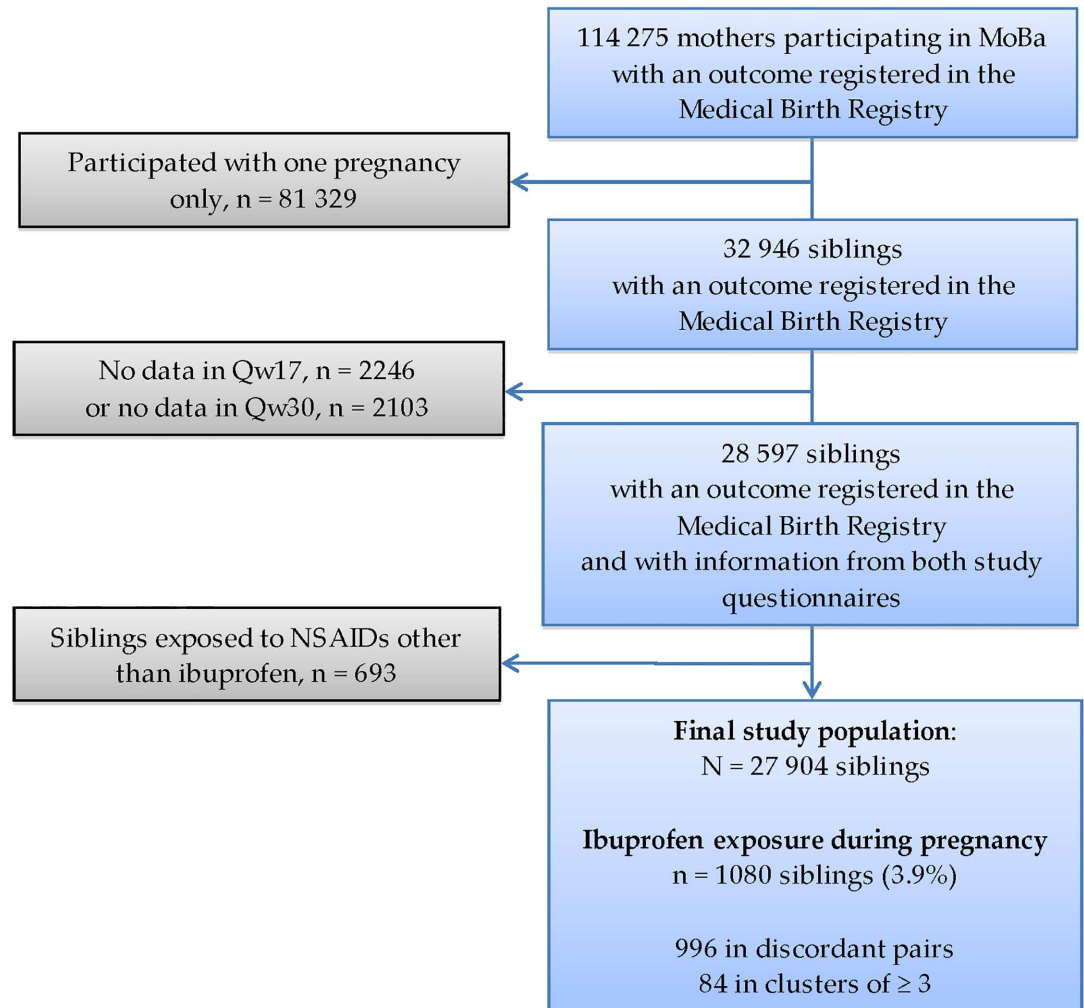 114 275 mothers participating in MoBa
with an outcome registered in the
Medical Birth Registry
Participated with one pregnancy
only, n = 81 329
32 946 siblings
with an outcome registered in the
Medical Birth Registry
No data in Qw17, n = 2246
or no data in Qw30, n = 2103
28 597 siblings
with an outcome registered in the
Medical Birth Registry
and with information from both study
questionnaires
Siblings exposed to NSAIDs other
than ibuprofen, n = 693
Final study population:
N = 27 904 siblings
Ibuprofen exposure during pregnancy
n = 1080 siblings (3.9%)
996 in discordant pairs
84 in clusters of ≥ 3